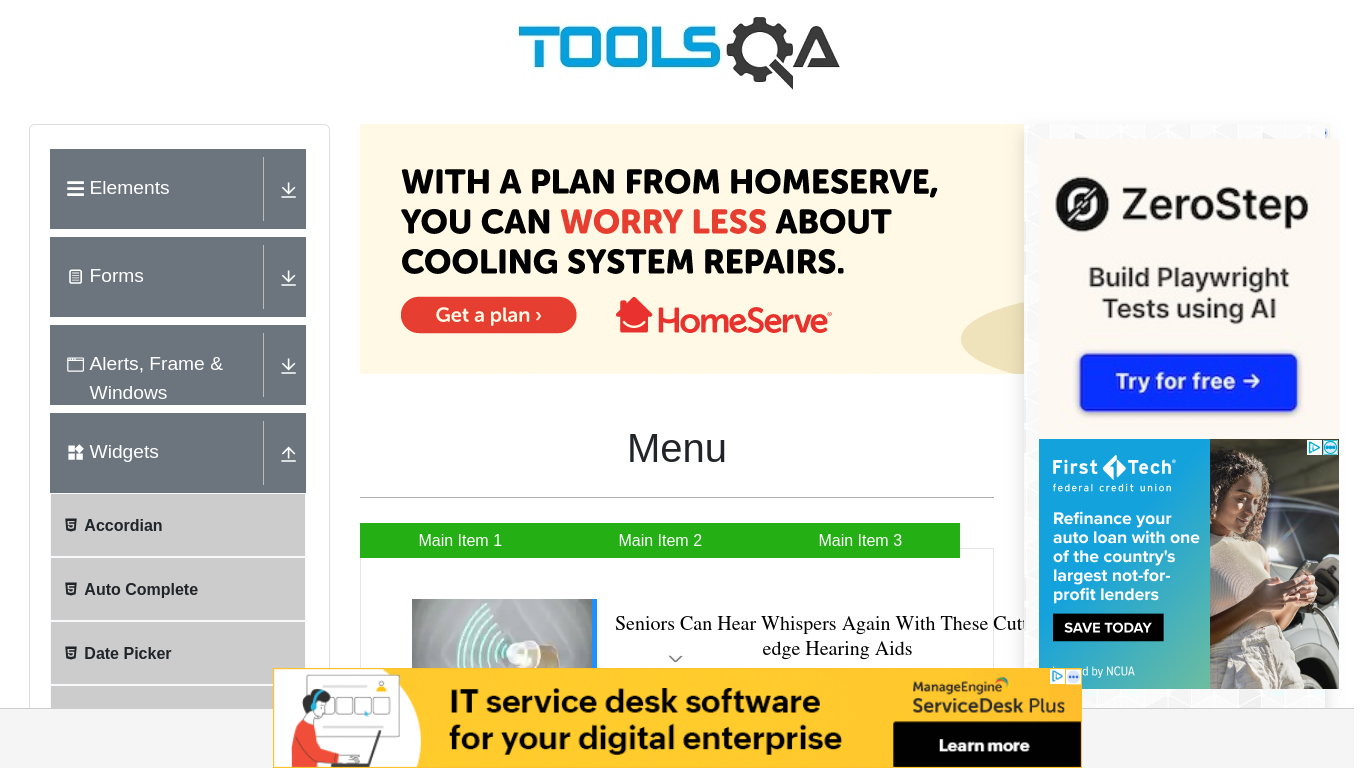 TOOLSQA
Elements
Forms
Alerts, Frame &
Windows
Widgets
Accordian
Auto Complete
Date Picker
WITH A PLAN FROM HOMESERVE,
YOU CAN WORRY LESS ABOUT
COOLING SYSTEM REPAIRS.
Get a plan ›
HomeServe
Menu
Main Item 1
Main Item 2
Main Item 3
Seniors Can Hear Whispers Again With These
edge Hearing Aids
ZeroStep
Build Playwright
Tests using AI
Try for free →
First Tech
federal credit union
Refinance your
auto loan with one
of the country's
largest not-for-
profit lenders
SAVE TODAY
by NCUA
IT service desk software
for your digital enterprise
ManageEngine
ServiceDesk Plus
Learn more